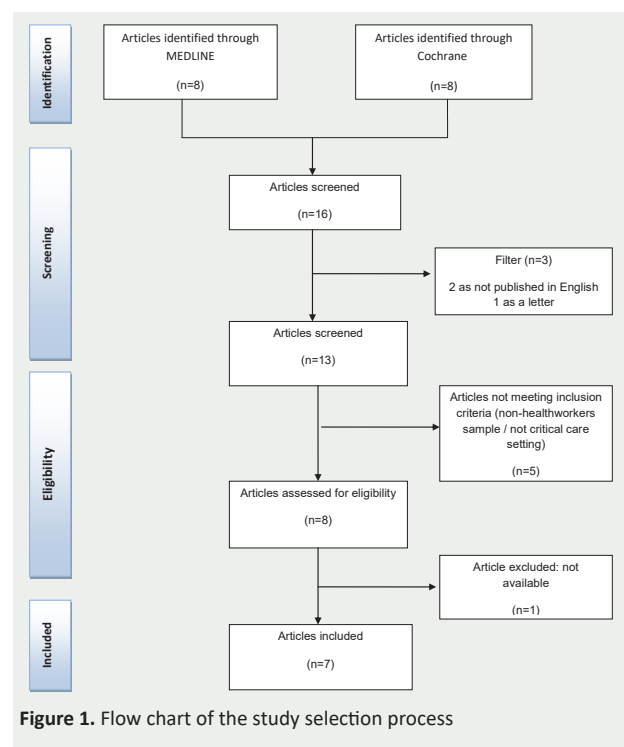 Identification
Articles identified through
MEDLINE
(n=8)
Articles identified through
Cochrane
(n=8)
Screening
Articles screened
(n=16)
Filter (n=3)
2 as not published in English
1 as a letter
Articles screened
(n=13)
Eligibility
Articles not meeting inclusion
criteria (non-healthworkers
sample / not critical care
setting)
(n=5)
Articles assessed for eligibility
(n=8)
Article excluded: not
available
(n=1)
Included
Articles included
(n=7)
Figure 1. Flow chart of the study selection process